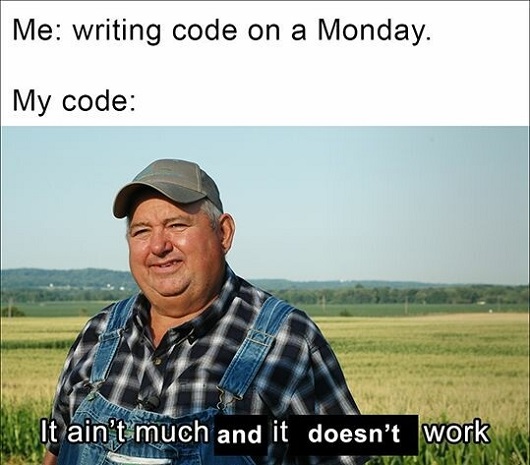 Me: writing code on a Monday.
My code:
It ain't much and it doesn't work